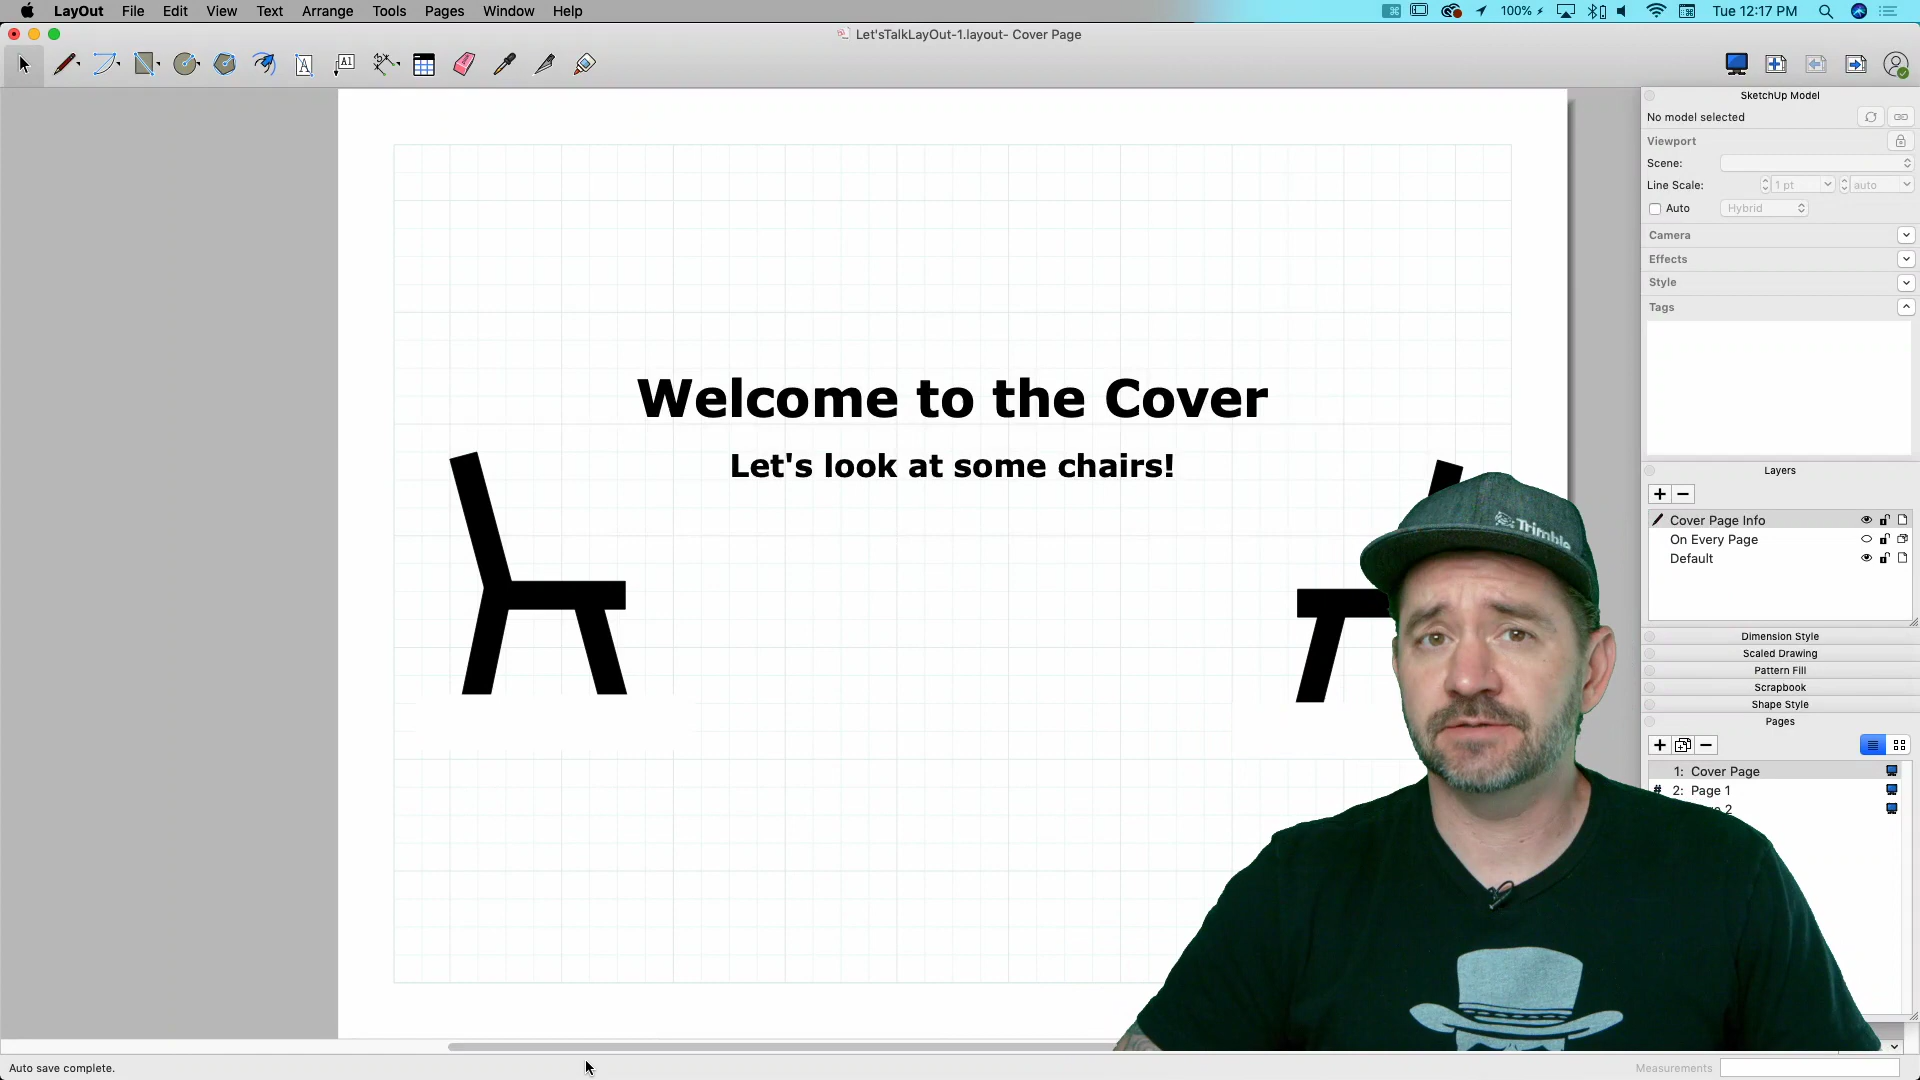 LayOut File Edit View Text Arrange Tools Pages Window Help 100% Tue 12:17 PM
Let'sTalkLayOut-1.layout- Cover Page
A A1
SketchUp Model
No model selected
Viewport
Scene:
Line Scale: 1 pt auto
Auto Hybrid
Camera
Effects
Style
Tags
Welcome to the Cover
Let's look at some chairs!
Trimble
Layers
Cover Page Info
On Every Page
Default
Dimension Style
Scaled Drawing
Pattern Fill
Scrapbook
Shape Style
Pages
1: Cover Page
# 2: Page 1
2
Auto save complete.
Measurements